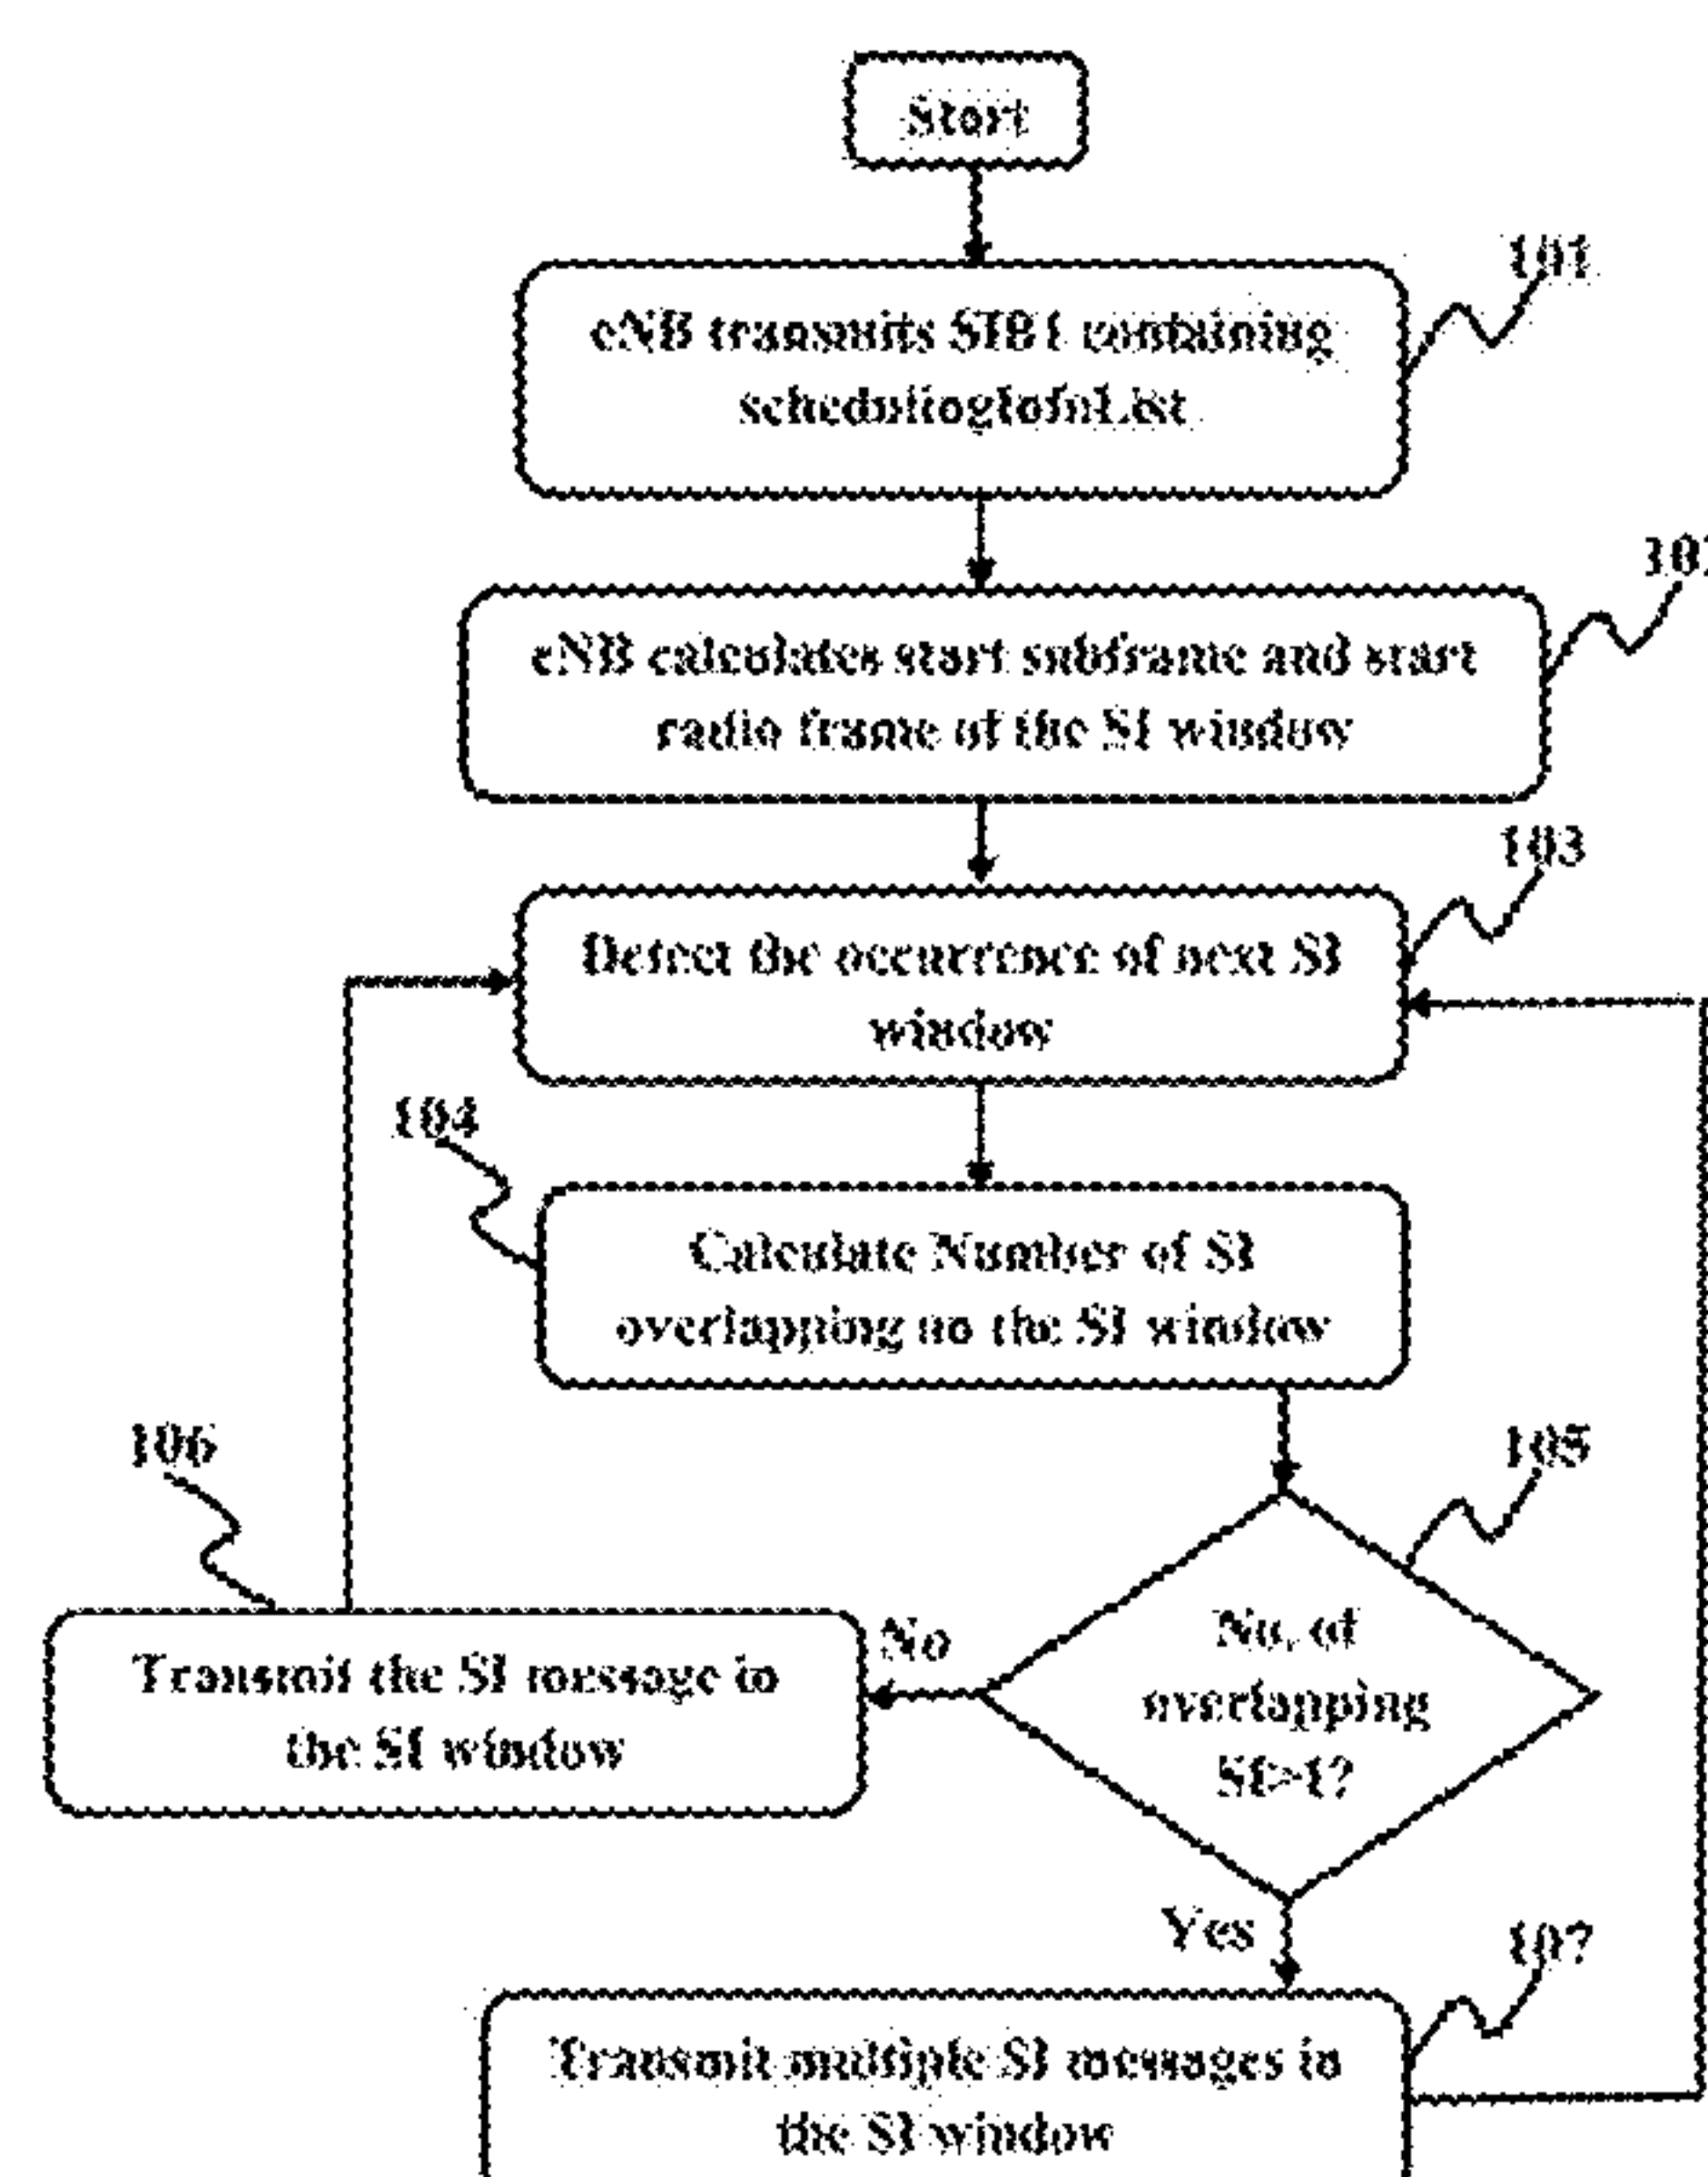 Start
101
eNB transmits SIB1 containing
schedulingInfoList
102
eNB calculates start subframe and start
radio frame of the SI window
103
Detect the occurrence of next SI
window
104
Calculate Number of SI
overlapping on the SI window
105
No. of
overlapping
SI>1?
No
106
Transmit the SI message in
the SI window
Yes
107
Transmit multiple SI messages in
the SI window